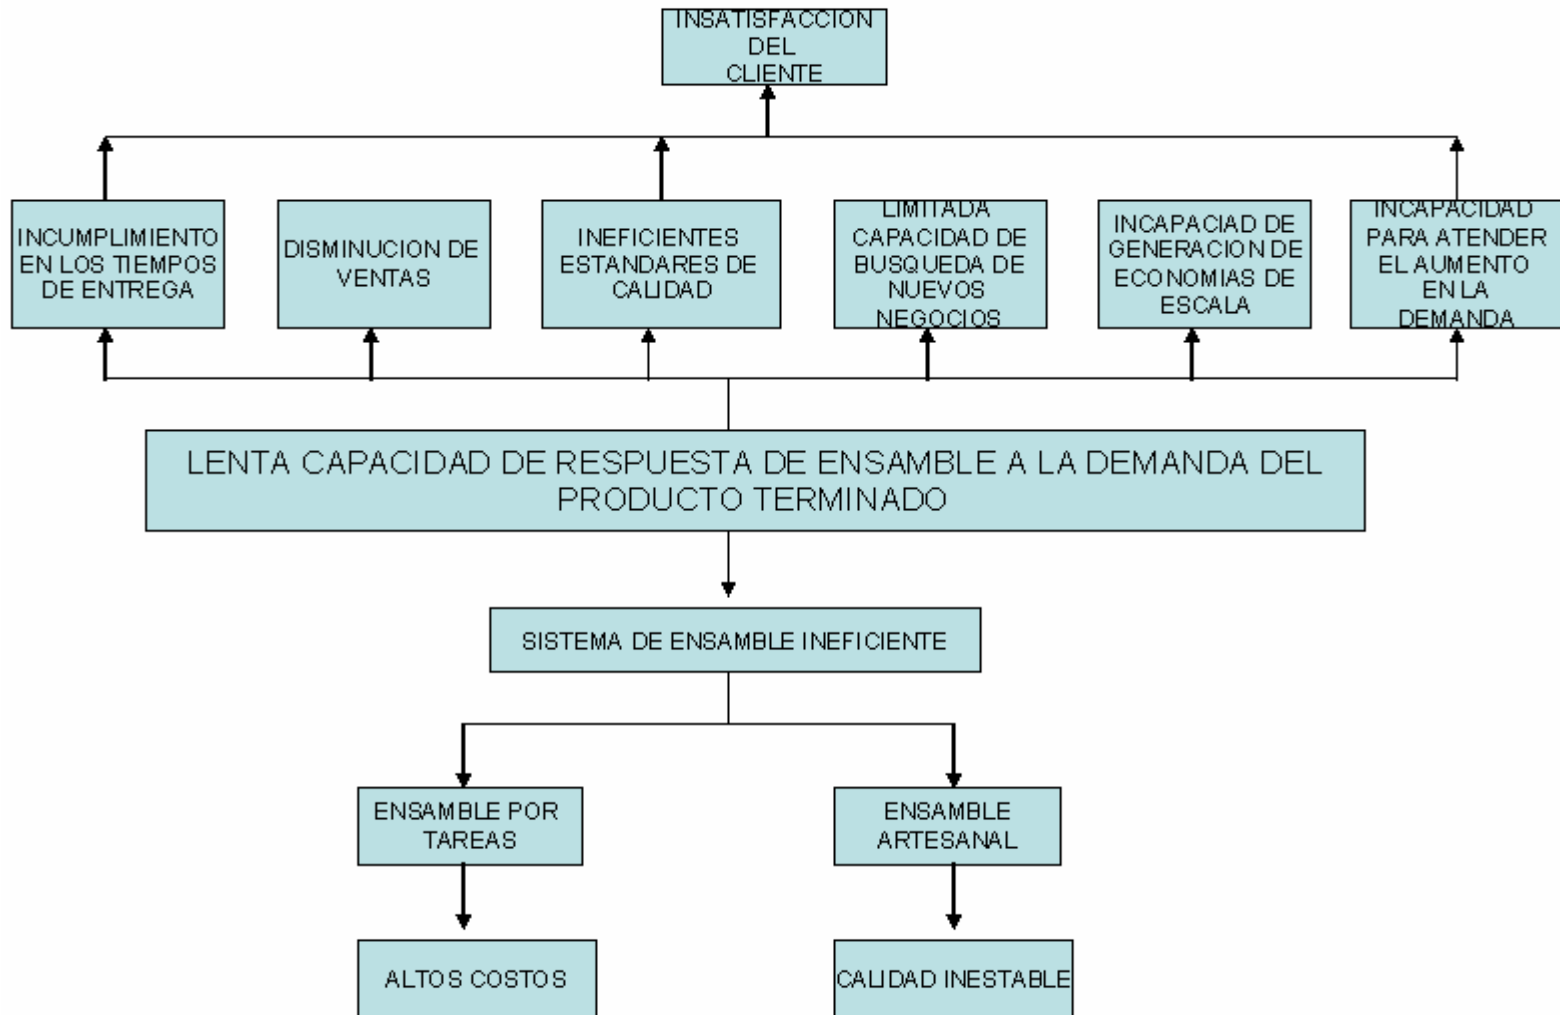 INSATISFACCION
DEL
CLIENTE
INCUMPLIMIENTO
EN LOS TIEMPOS
DE ENTREGA
DISMINUCION DE
VENTAS
INEFICIENTES
ESTANDARES DE
CALIDAD
LIMITADA
CAPACIDAD DE
BUSQUEDA DE
NUEVOS
NEGOCIOS
INCAPACIAD DE
GENERACION DE
ECONOMIAS DE
ESCALA
INCAPACIDAD
PARA ATENDER
EL AUMENTO
EN LA
DEMANDA
LENTA CAPACIDAD DE RESPUESTA DE ENSAMBLE A LA DEMANDA DEL
PRODUCTO TERMINADO
SISTEMA DE ENSAMBLE INEFICIENTE
ENSAMBLE POR
TAREAS
ENSAMBLE
ARTESANAL
ALTOS COSTOS
CALIDAD INESTABLE